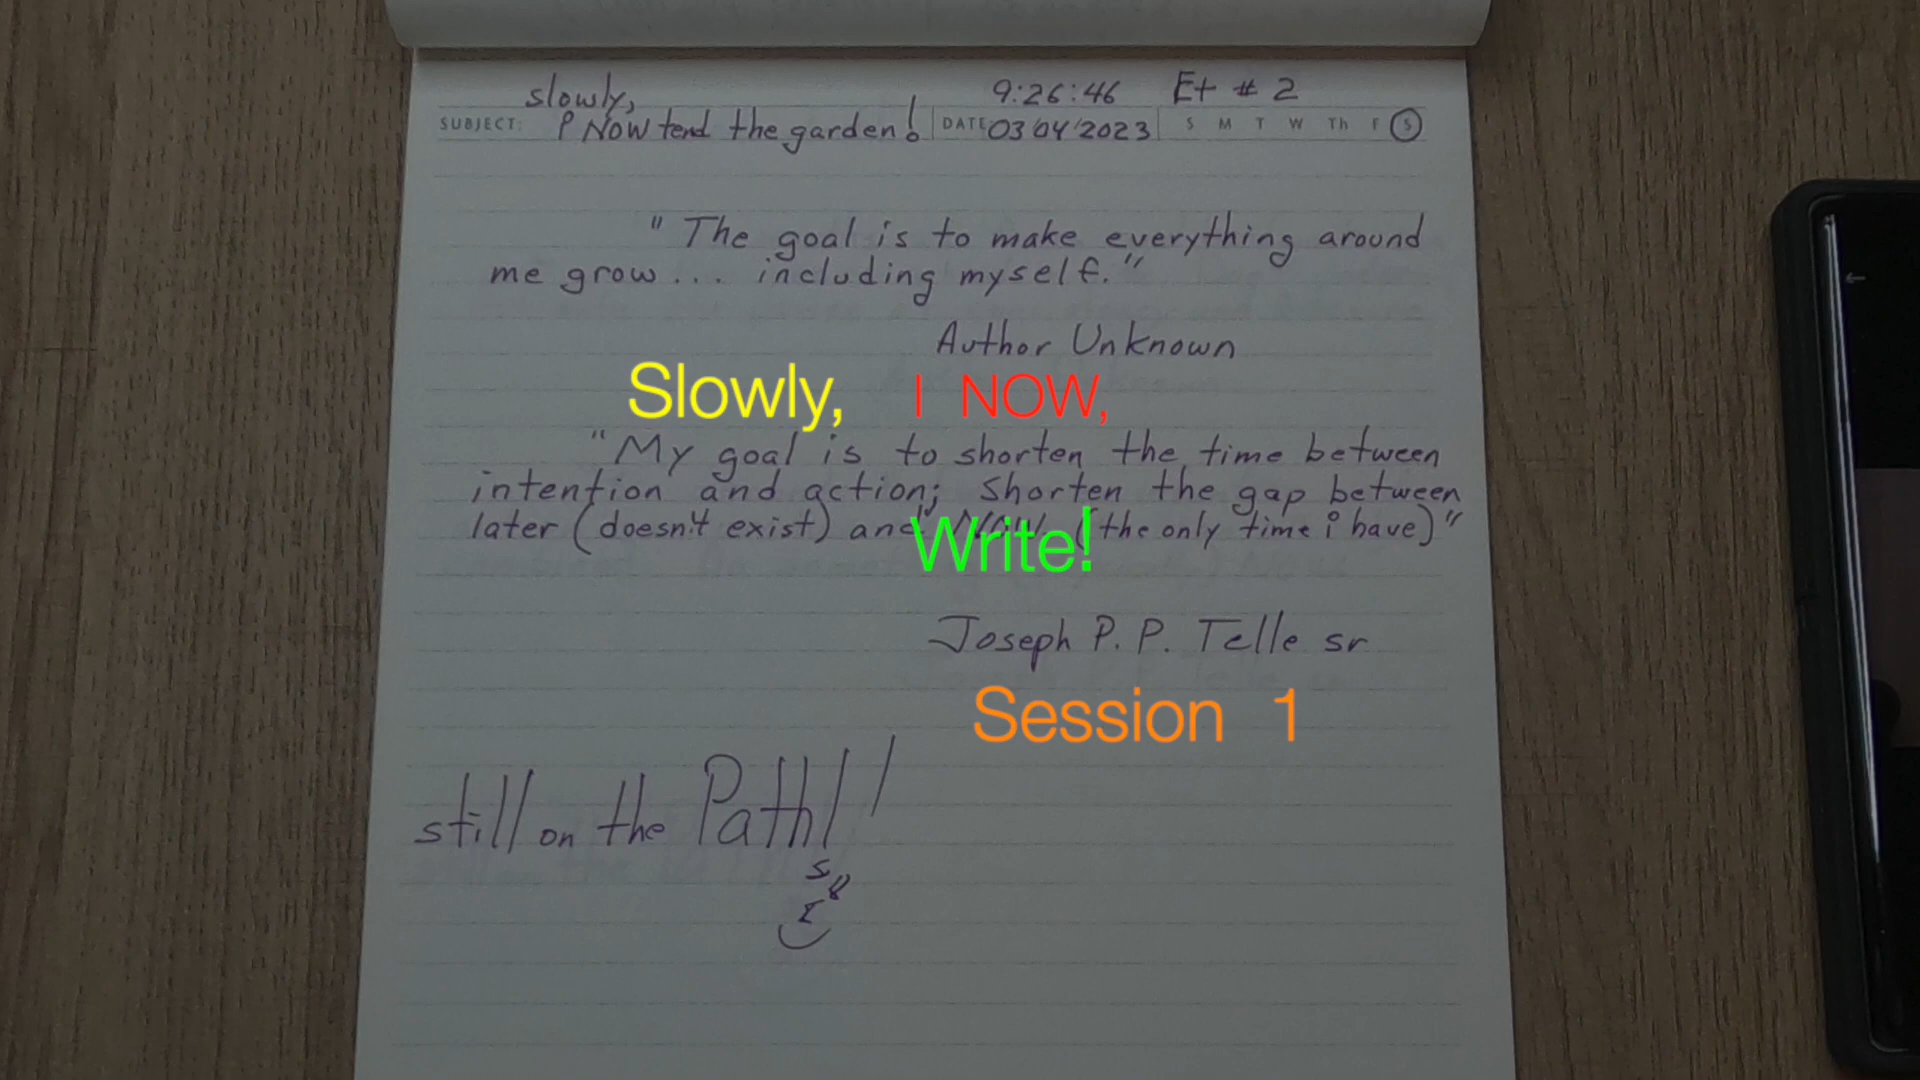 slowly,
9:26:46 Et # 2
SUBJECT: i NOW tend the garden!
DATE: 03/04/2023
S M T W Th F S
"The goal is to make everything around
me grow... including myself."
Author Unknown
Slowly, I NOW,
"My goal is to shorten the time between
intention and action; Shorten the gap between
later (doesn't exist) and NOW (the only time i have)"
Write!
Joseph P. P. Telle sr
Session 1
still on the Path!!